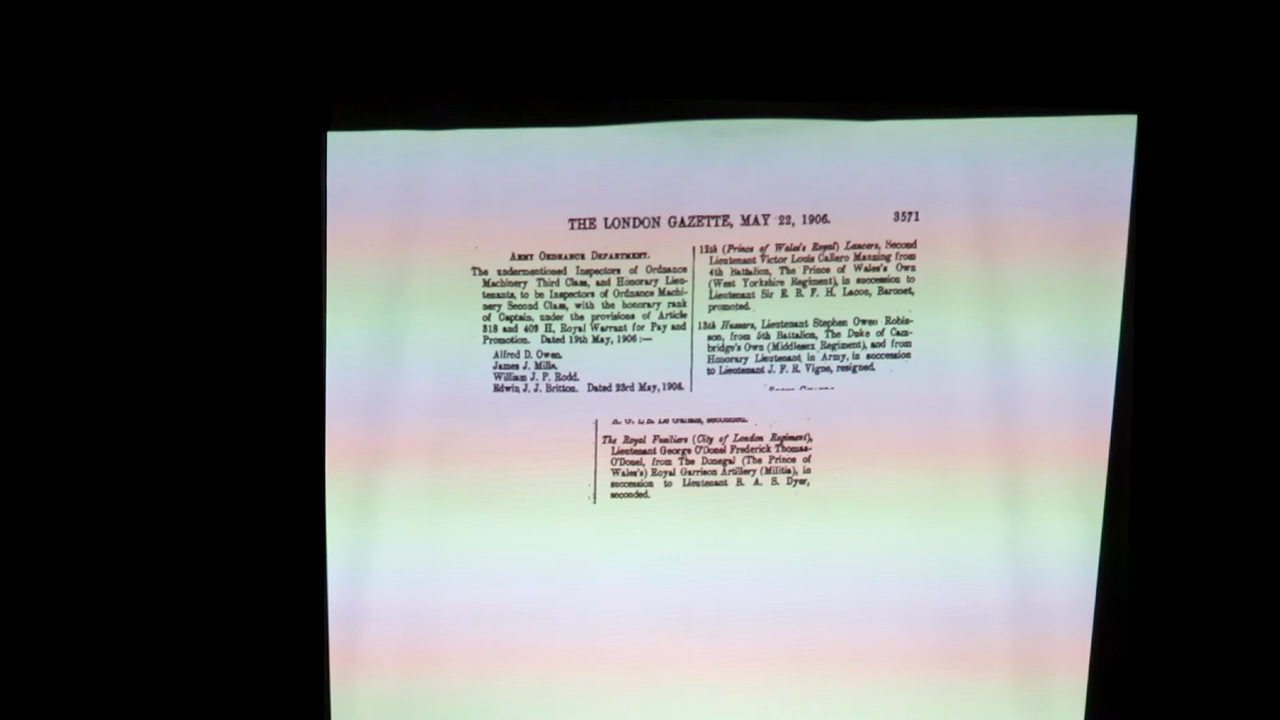 THE LONDON GAZETTE, MAY 22, 1906.
3571
ARMY ORDNANCE DEPARTMENT.
The undermentioned Inspectors of Ordnance
Machinery Third Class, and Honorary Lieu-
tenants, to be Inspectors of Ordnance Machi-
nery Second Class, with the honorary rank
of Captain, under the provisions of Article
318 and 409 H, Royal Warrant for Pay and
Promotion. Dated 19th May, 1906:—
Alfred D. Owen.
James J. Mills.
William J. P. Rodd.
Edwin J. J. Britton. Dated 23rd May, 1906.
12th (Prince of Wales's Royal) Lancers, Second
Lieutenant Victor Louis Manning from
4th Battalion, The Prince of Wales's Own
(West Yorkshire Regiment), in succession to
Lieutenant Sir E. B. F. H. Lacon, Baronet,
promoted.
13th Hussars, Lieutenant Stephen Owen Robin-
son, from 5th Battalion, The Duke of Cam-
bridge's Own (Middlesex Regiment), and from
Honorary Lieutenant in Army, in succession
to Lieutenant J. F. R. Vigne, resigned.
seconded.
The Royal Fusiliers (City of London Regiment),
Lieutenant George O'Donel Frederick Thomas-
O'Donel, from The Donegal (The Prince of
Wales's) Royal Garrison Artillery (Militia), in
succession to Lieutenant R. A. S. Dyer,
seconded.